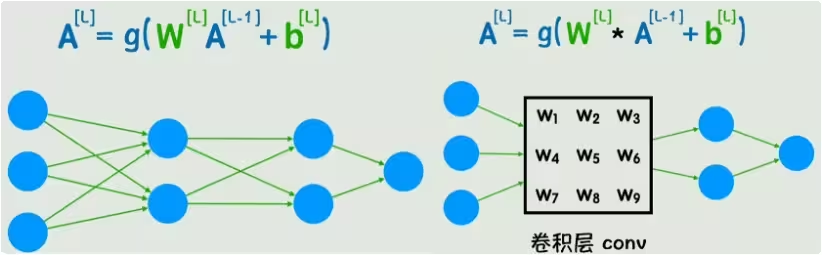 A[L] = g(W[L]A[L-1] + b[L])
A[L] = g(W[L] * A[L-1] + b[L])
W1 W2 W3
W4 W5 W6
W7 W8 W9
卷积层 conv